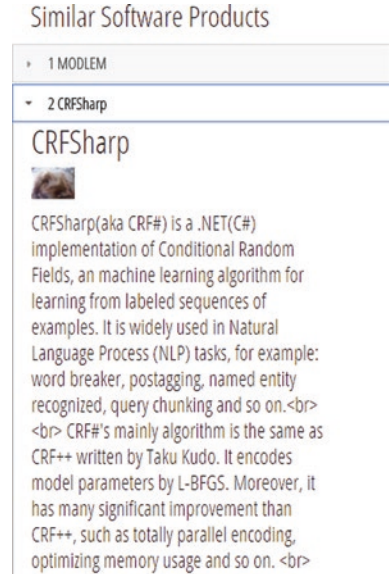 Similar Software Products
1 MODLEM
2 CRFSharp
CRFSharp
CRFSharp(aka CRF#) is a .NET(C#)
implementation of Conditional Random
Fields, an machine learning algorithm for
learning from labeled sequences of
examples. It is widely used in Natural
Language Process (NLP) tasks, for example:
word breaker, postagging, named entity
recognized, query chunking and so on.<br>
<br> CRF#'s mainly algorithm is the same as
CRF++ written by Taku Kudo. It encodes
model parameters by L-BFGS. Moreover, it
has many significant improvement than
CRF++, such as totally parallel encoding,
optimizing memory usage and so on. <br>